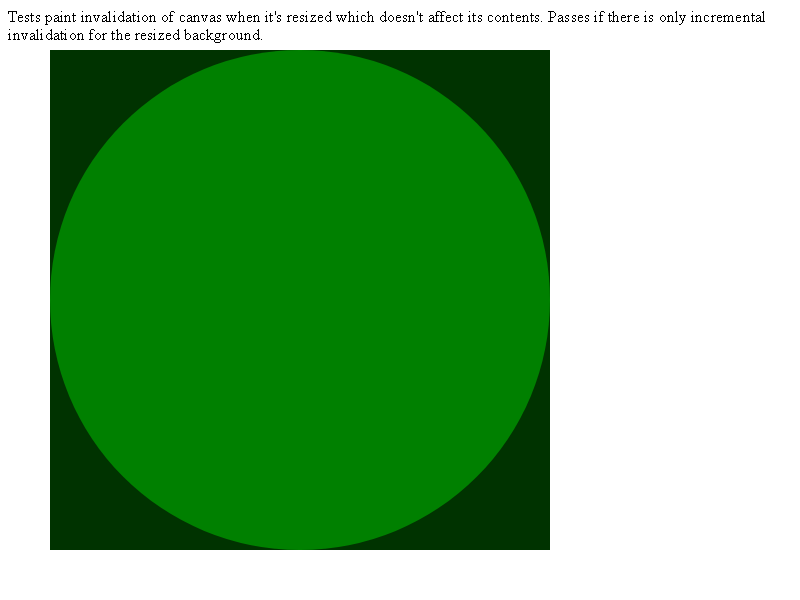 Tests paint invalidation of canvas when it's resized which doesn't affect its contents. Passes if there is only incremental
invalidation for the resized background.